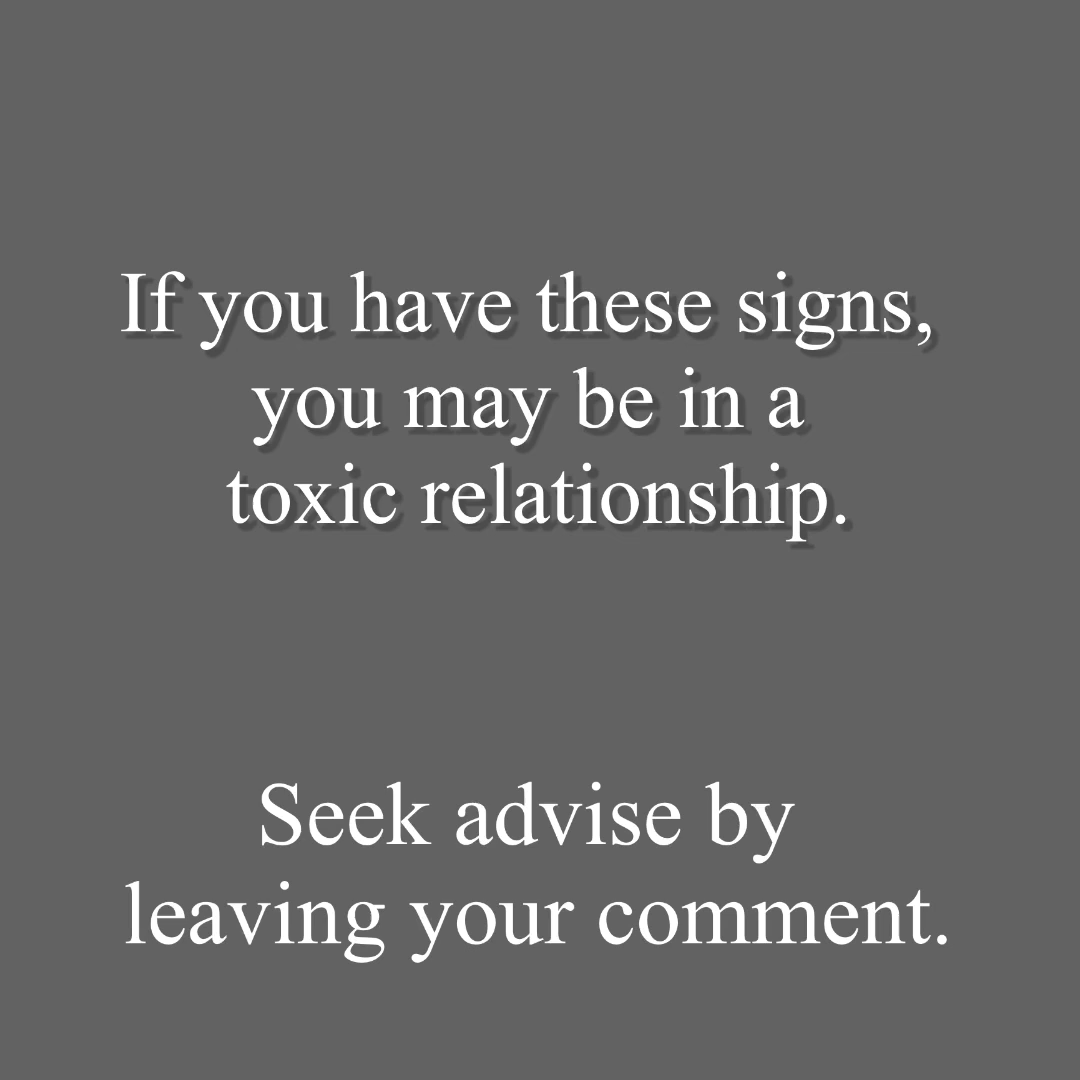 If you have these signs,
you may be in a
toxic relationship.
Seek advise by
leaving your comment.